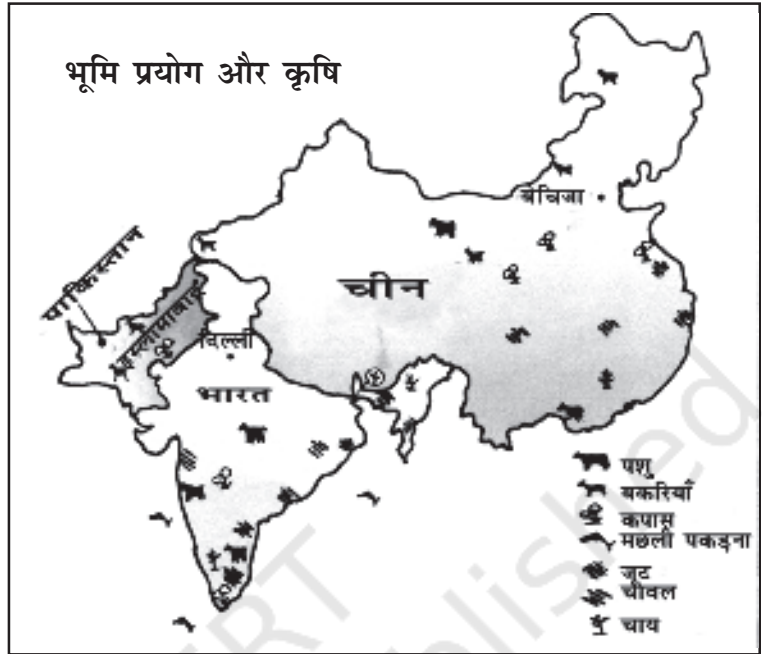 भूमि प्रयोग और कृषि
बेचिजा
पाकिस्तान
चीन
दिल्ली
भारत
पशु
बकरियाँ
कपास
मछली पकड़ना
जूट
चावल
चाय